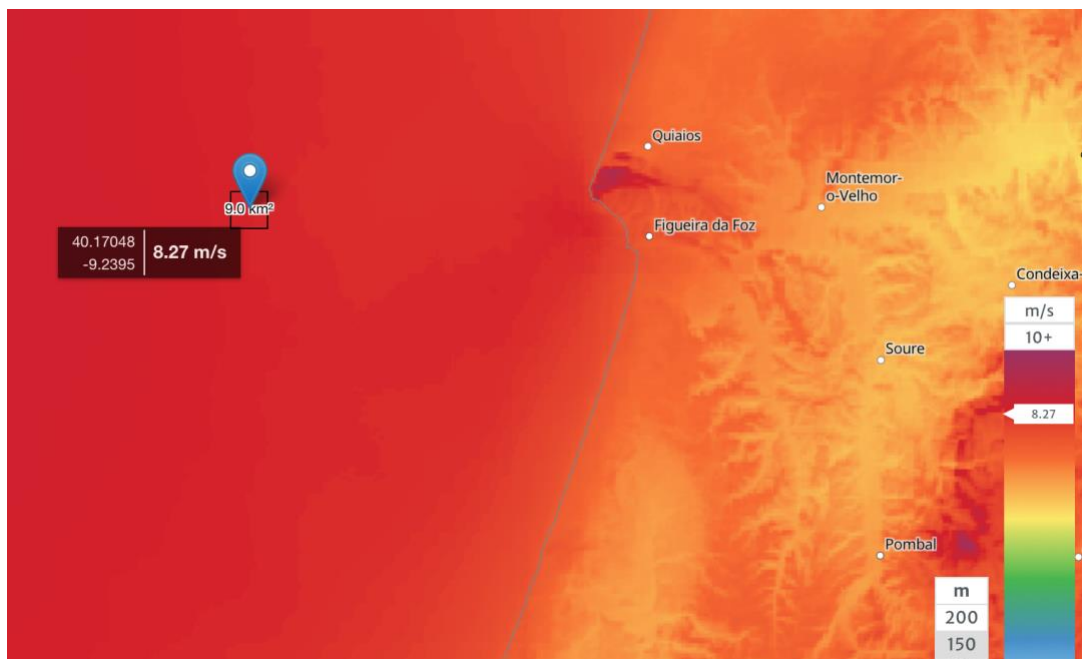 Quiaios
Montemor-
o-Velho
9.0 km²
Figueira da Foz
40.17048
-9.2395
8.27 m/s
Condeixa-
m/s
10+
Soure
8.27
Pombal
m
200
150